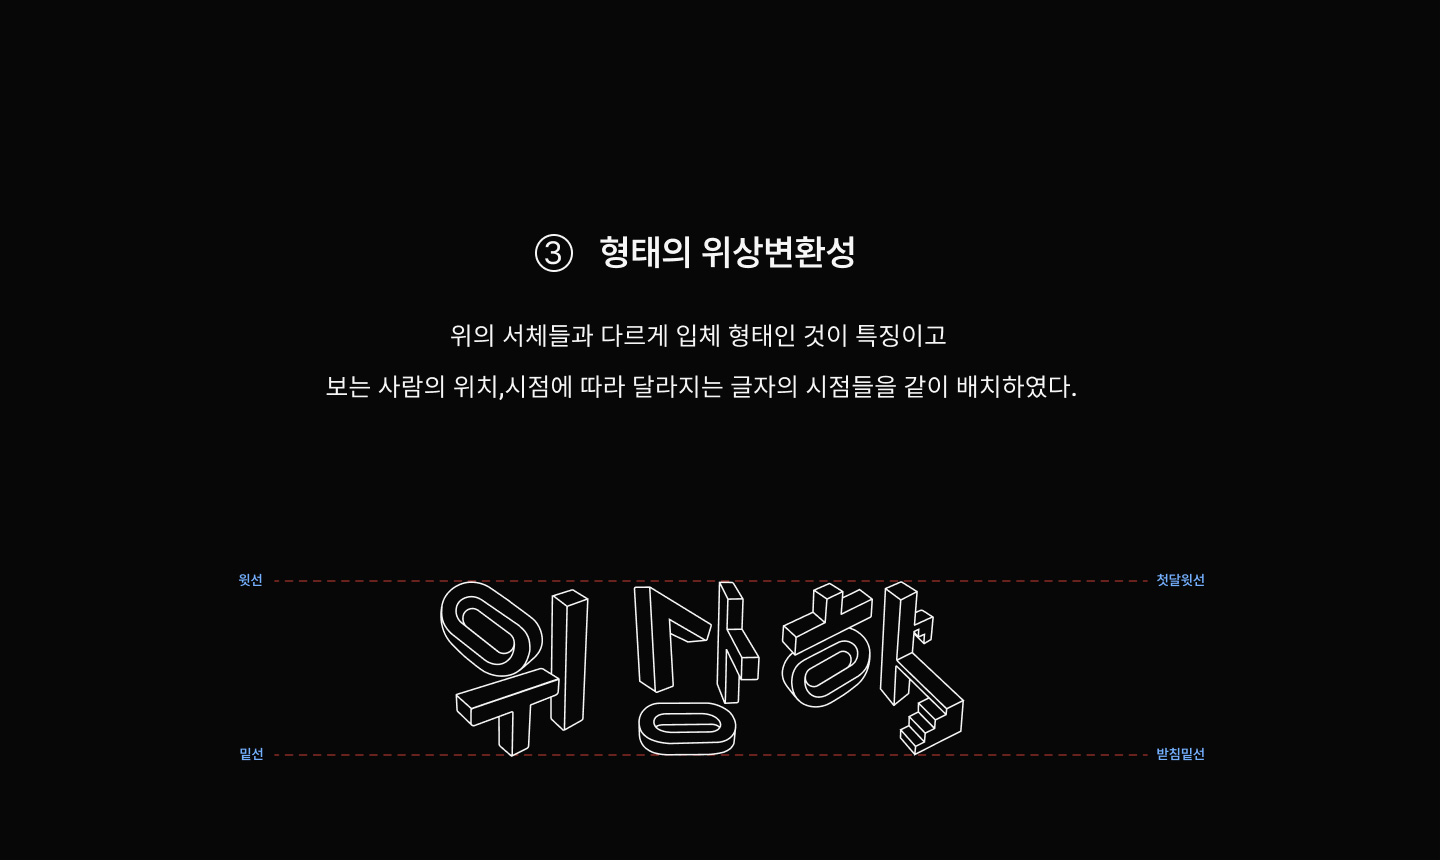 ③ 형태의 위상변환성
위의 서체들과 다르게 입체 형태인 것이 특징이고
보는 사람의 위치,시점에 따라 달라지는 글자의 시점들을 같이 배치하였다.
윗선 첫닿윗선
위상학
밑선 받침밑선